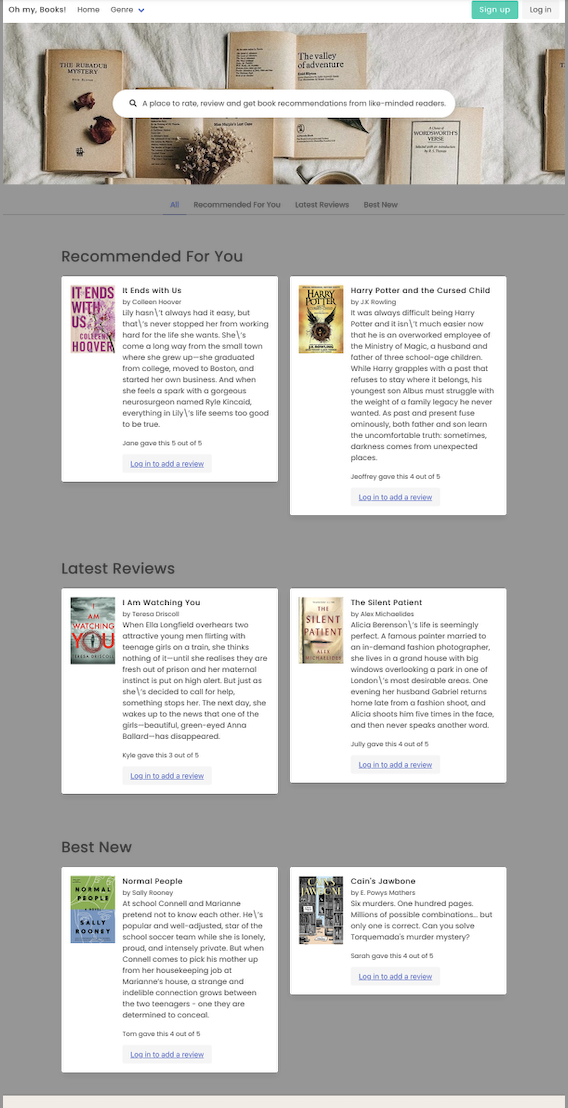 Oh my, Books! Home Genre Sign up Log in
THE RUBADUB
MYSTERY
The valley
of adventure
A place to rate, review and get book recommendations from like-minded readers.
WORDSWORTH'S
VERSE
All Recommended For You Latest Reviews Best New
Recommended For You
IT ENDS
WITH
US
COLLEEN
HOOVER
It Ends with Us
by Colleen Hoover
Lily hasn\'t always had it easy, but
that\'s never stopped her from working
hard for the life she wants. She\'s
come a long way from the small town
where she grew up—she graduated
from college, moved to Boston, and
started her own business. And when
she feels a spark with a gorgeous
neurosurgeon named Ryle Kincaid,
everything in Lily\'s life seems too good
to be true.
Jane gave this 5 out of 5
Log in to add a review
HARRY
POTTER
J.K. ROWLING
Harry Potter and the Cursed Child
by J.K Rowling
It was always difficult being Harry
Potter and it isn\'t much easier now
that he is an overworked employee of
the Ministry of Magic, a husband and
father of three school-age children.
While Harry grapples with a past that
refuses to stay where it belongs, his
youngest son Albus must struggle with
the weight of a family legacy he never
wanted. As past and present fuse
ominously, both father and son learn
the uncomfortable truth: sometimes,
darkness comes from unexpected
places.
Jeoffrey gave this 4 out of 5
Log in to add a review
Latest Reviews
I AM
WATCHING
YOU
TERESA DRISCOLL
I Am Watching You
by Teresa Driscoll
When Ella Longfield overhears two
attractive young men flirting with
teenage girls on a train, she thinks
nothing of it—until she realises they are
fresh out of prison and her maternal
instinct is put on high alert. But just as
she\'s decided to call for help,
something stops her. The next day, she
wakes up to the news that one of the
girls—beautiful, green-eyed Anna
Ballard—has disappeared.
Kyle gave this 3 out of 5
Log in to add a review
THE
SILENT
PATIENT
ALEX
MICHAELIDES
The Silent Patient
by Alex Michaelides
Alicia Berenson\'s life is seemingly
perfect. A famous painter married to
an in-demand fashion photographer,
she lives in a grand house with big
windows overlooking a park in one of
London\'s most desirable areas. One
evening her husband Gabriel returns
home late from a fashion shoot, and
Alicia shoots him five times in the face,
and then never speaks another word.
Jully gave this 4 out of 5
Log in to add a review
Best New
NORMAL
PEOPLE
SALLY
ROONEY
Normal People
by Sally Rooney
At school Connell and Marianne
pretend not to know each other. He\'s
popular and well-adjusted, star of the
school soccer team while she is lonely,
proud, and intensely private. But when
Connell comes to pick his mother up
from her housekeeping job at
Marianne's house, a strange and
indelible connection grows between
the two teenagers - one they are
determined to conceal.
Tom gave this 4 out of 5
Log in to add a review
CAIN'S
JAWBONE
Cain's Jawbone
by E. Powys Mathers
Six murders. One hundred pages.
Millions of possible combinations... but
only one is correct. Can you solve
Torquemada's murder mystery?
Sarah gave this 4 out of 5
Log in to add a review